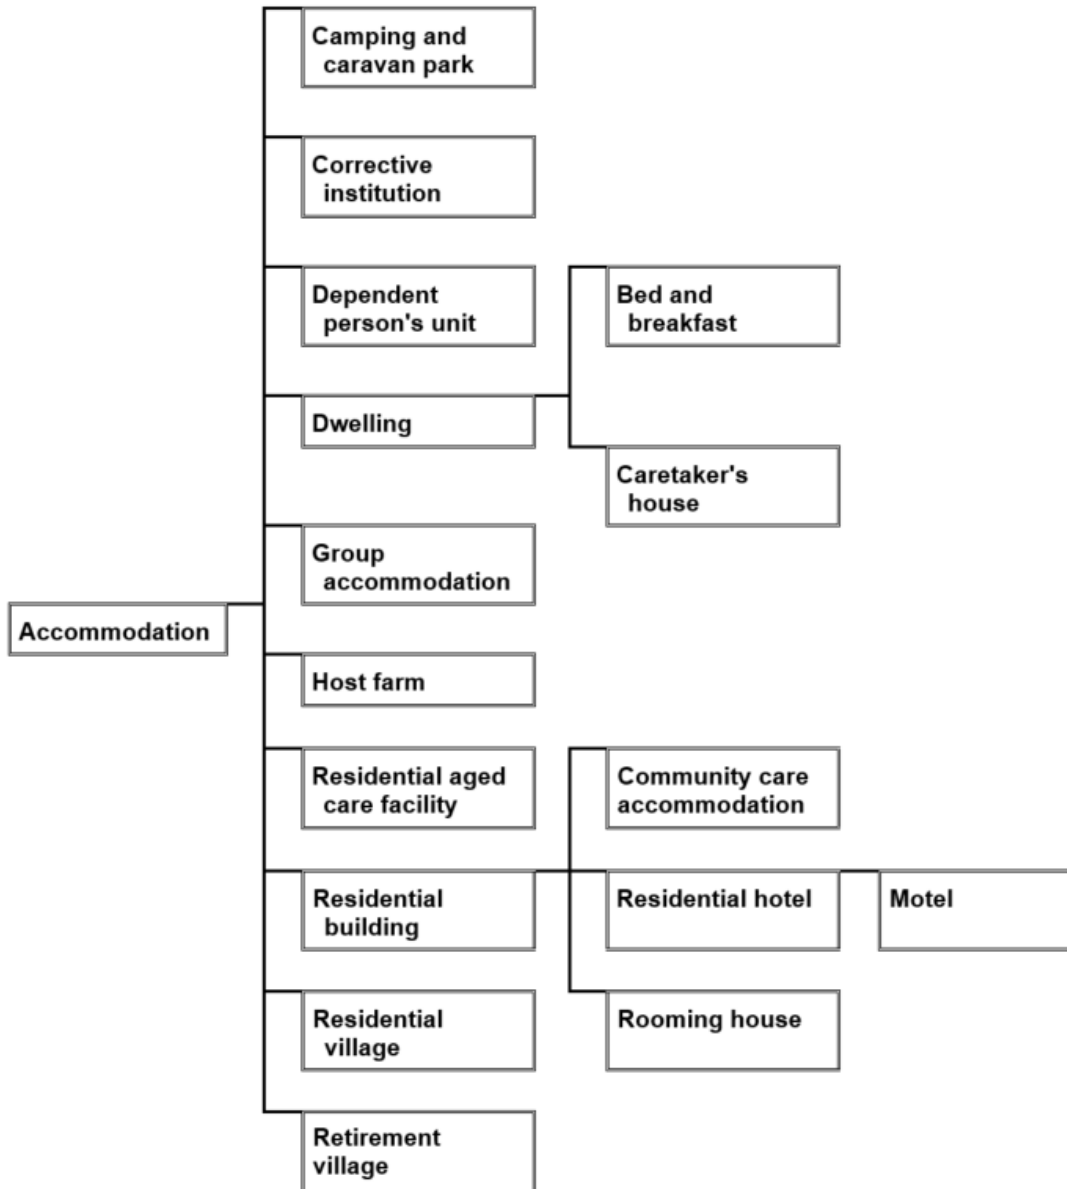 Camping and
caravan park
Corrective
institution
Dependent
person's unit
Bed and
breakfast
Dwelling
Caretaker's
house
Group
accommodation
Accommodation
Host farm
Residential aged
care facility
Community care
accommodation
Residential
building
Residential hotel
Motel
Residential
village
Rooming house
Retirement
village